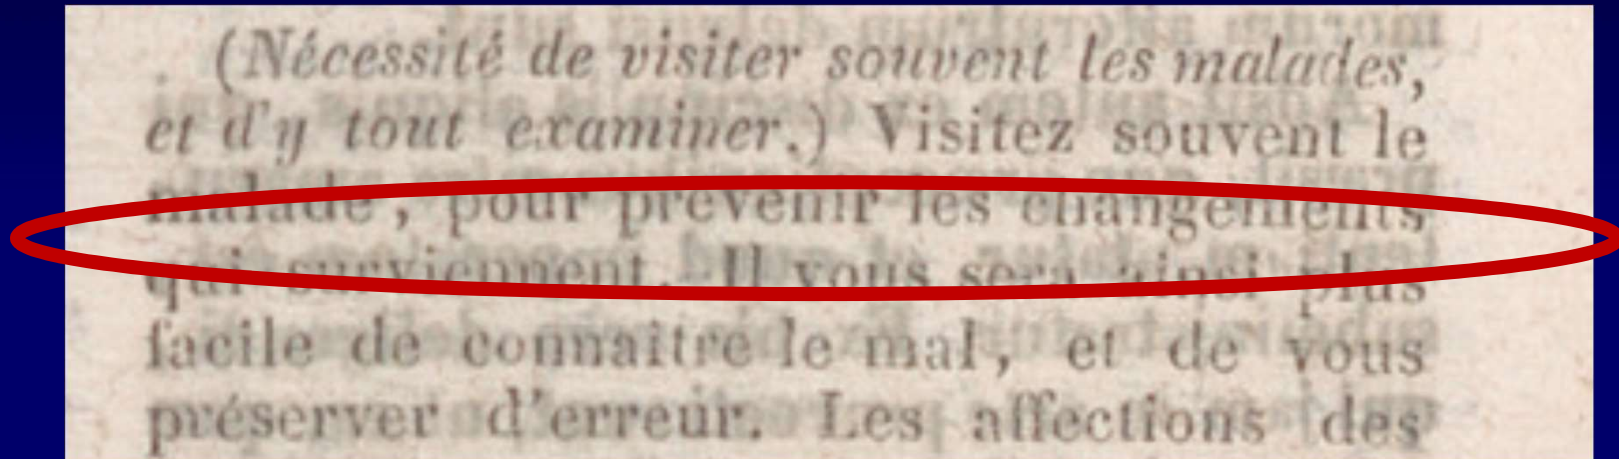 (Nécessité de visiter souvent les malades,
et d'y tout examiner.) Visitez souvent le
malade, pour prévenir les changements
qui surviennent. Il vous sera ainsi plus
facile de connaitre le mal, et de vous
préserver d'erreur. Les affections des